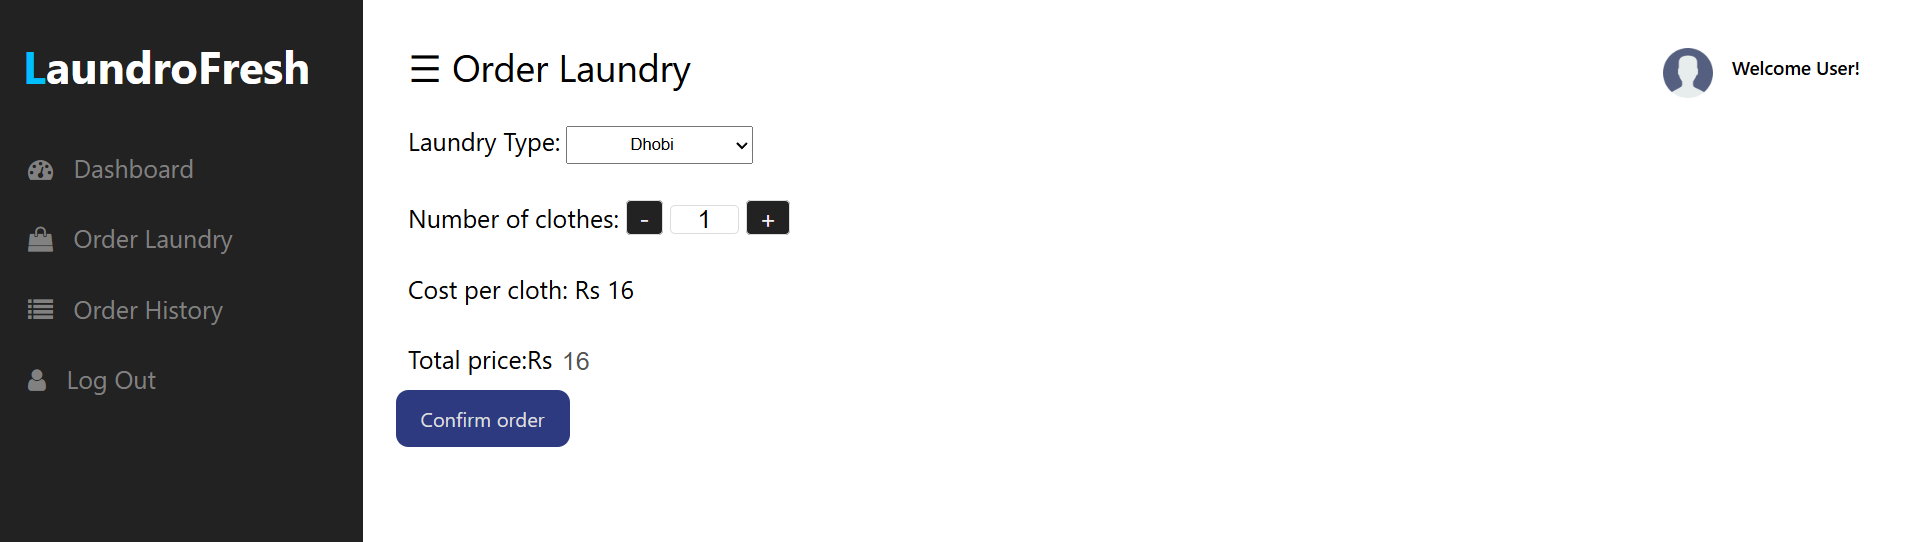 LaundroFresh
Dashboard
Order Laundry
Order History
Log Out
☰ Order Laundry
Welcome User!
Laundry Type: Dhobi
Number of clothes: - 1 +
Cost per cloth: Rs 16
Total price:Rs 16
Confirm order